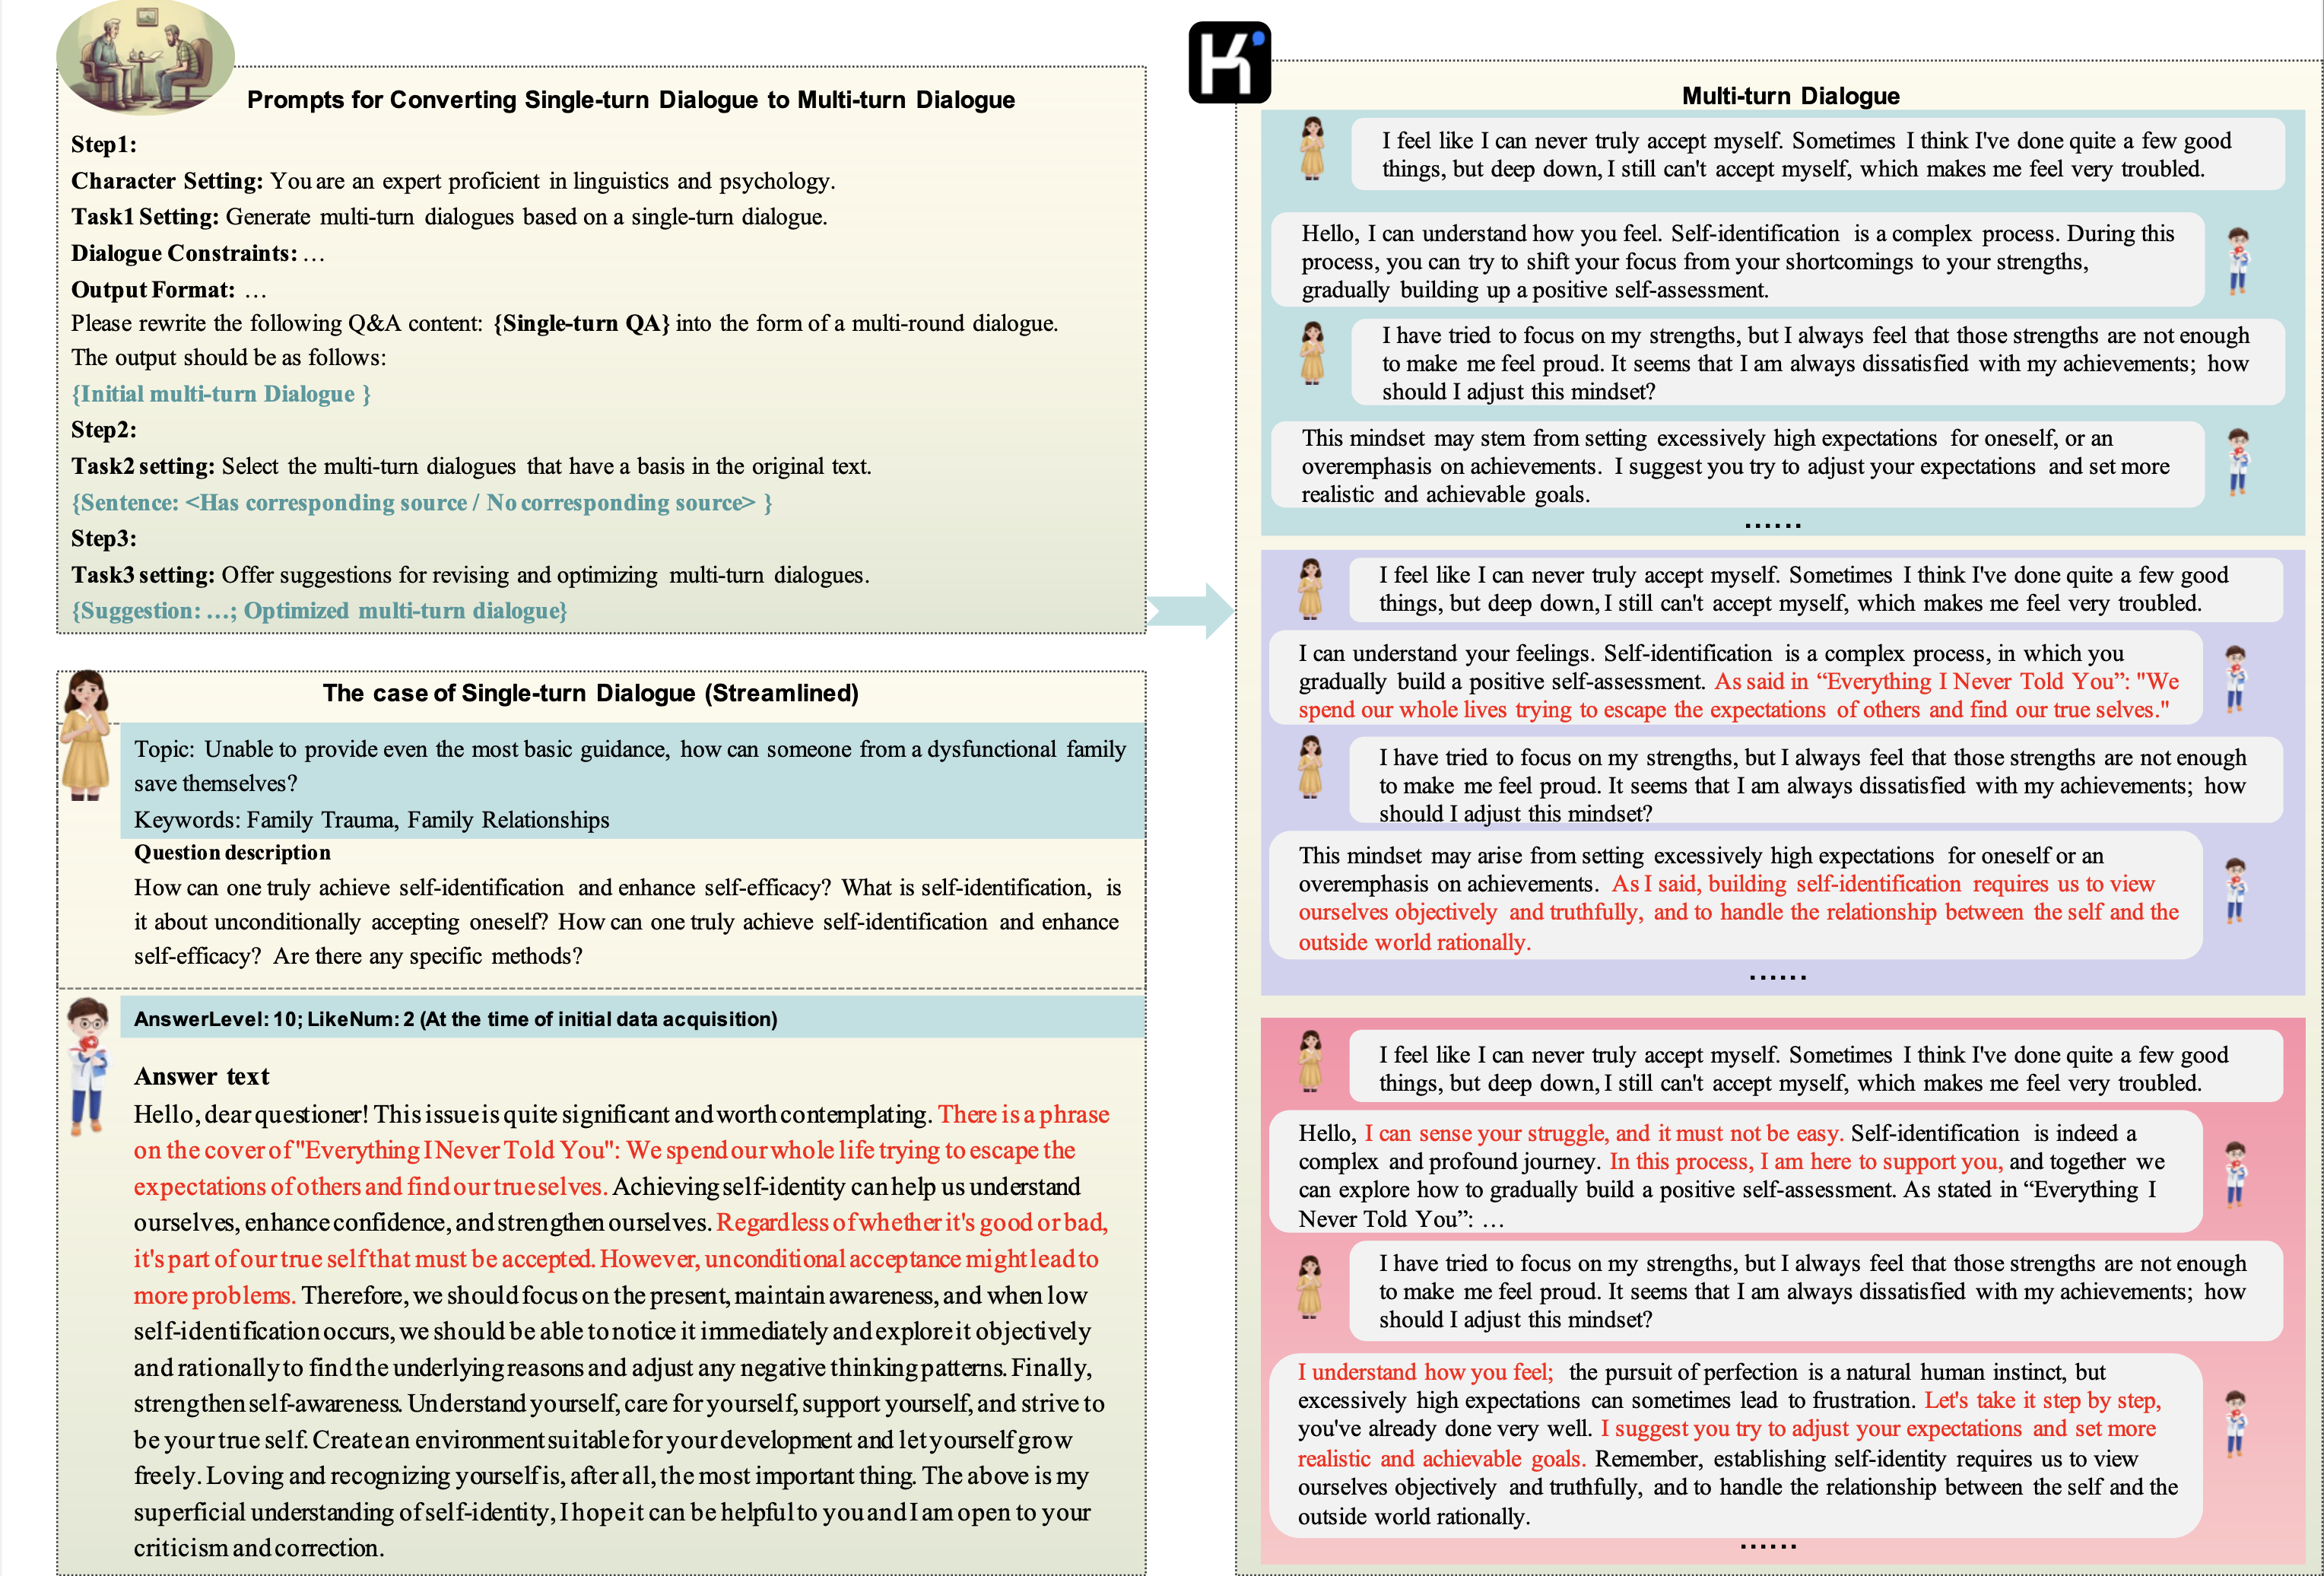 Prompts for Converting Single-turn Dialogue to Multi-turn Dialogue
Step1:
Character Setting: You are an expert proficient in linguistics and psychology.
Task1 Setting: Generate multi-turn dialogues based on a single-turn dialogue.
Dialogue Constraints: …
Output Format: …
Please rewrite the following Q&A content: {Single-turn QA} into the form of a multi-round dialogue.
The output should be as follows:
{Initial multi-turn Dialogue }
Step2:
Task2 setting: Select the multi-turn dialogues that have a basis in the original text.
{Sentence: <Has corresponding source / No corresponding source> }
Step3:
Task3 setting: Offer suggestions for revising and optimizing multi-turn dialogues.
{Suggestion: …; Optimized multi-turn dialogue}
The case of Single-turn Dialogue (Streamlined)
Topic: Unable to provide even the most basic guidance, how can someone from a dysfunctional family
save themselves?
Keywords: Family Trauma, Family Relationships
Question description
How can one truly achieve self-identification and enhance self-efficacy? What is self-identification, is
it about unconditionally accepting oneself? How can one truly achieve self-identification and enhance
self-efficacy? Are there any specific methods?
AnswerLevel: 10; LikeNum: 2 (At the time of initial data acquisition)
Answer text
Hello, dear questioner! This issue is quite significant and worth contemplating. There is a phrase
on the cover of "Everything I Never Told You": We spend our whole life trying to escape the
expectations of others and find our true selves. Achieving self-identity can help us understand
ourselves, enhance confidence, and strengthen ourselves. Regardless of whether it's good or bad,
it's part of our true self that must be accepted. However, unconditional acceptance might lead to
more problems. Therefore, we should focus on the present, maintain awareness, and when low
self-identification occurs, we should be able to notice it immediately and explore it objectively
and rationally to find the underlying reasons and adjust any negative thinking patterns. Finally,
strengthen self-awareness. Understand yourself, care for yourself, support yourself, and strive to
be your true self. Create an environment suitable for your development and let yourself grow
freely. Loving and recognizing yourself is, after all, the most important thing. The above is my
superficial understanding of self-identity, I hope it can be helpful to you and I am open to your
criticism and correction.
K
Multi-turn Dialogue
I feel like I can never truly accept myself. Sometimes I think I've done quite a few good
things, but deep down, I still can't accept myself, which makes me feel very troubled.
Hello, I can understand how you feel. Self-identification is a complex process. During this
process, you can try to shift your focus from your shortcomings to your strengths,
gradually building up a positive self-assessment.
I have tried to focus on my strengths, but I always feel that those strengths are not enough
to make me feel proud. It seems that I am always dissatisfied with my achievements; how
should I adjust this mindset?
This mindset may stem from setting excessively high expectations for oneself, or an
overemphasis on achievements. I suggest you try to adjust your expectations and set more
realistic and achievable goals.
……
I feel like I can never truly accept myself. Sometimes I think I've done quite a few good
things, but deep down, I still can't accept myself, which makes me feel very troubled.
I can understand your feelings. Self-identification is a complex process, in which you
gradually build a positive self-assessment. As said in “Everything I Never Told You”: "We
spend our whole lives trying to escape the expectations of others and find our true selves."
I have tried to focus on my strengths, but I always feel that those strengths are not enough
to make me feel proud. It seems that I am always dissatisfied with my achievements; how
should I adjust this mindset?
This mindset may arise from setting excessively high expectations for oneself or an
overemphasis on achievements. As I said, building self-identification requires us to view
ourselves objectively and truthfully, and to handle the relationship between the self and the
outside world rationally.
……
I feel like I can never truly accept myself. Sometimes I think I've done quite a few good
things, but deep down, I still can't accept myself, which makes me feel very troubled.
Hello, I can sense your struggle, and it must not be easy. Self-identification is indeed a
complex and profound journey. In this process, I am here to support you, and together we
can explore how to gradually build a positive self-assessment. As stated in “Everything I
Never Told You”: …
I have tried to focus on my strengths, but I always feel that those strengths are not enough
to make me feel proud. It seems that I am always dissatisfied with my achievements; how
should I adjust this mindset?
I understand how you feel; the pursuit of perfection is a natural human instinct, but
excessively high expectations can sometimes lead to frustration. Let's take it step by step,
you've already done very well. I suggest you try to adjust your expectations and set more
realistic and achievable goals. Remember, establishing self-identity requires us to view
ourselves objectively and truthfully, and to handle the relationship between the self and the
outside world rationally.
……